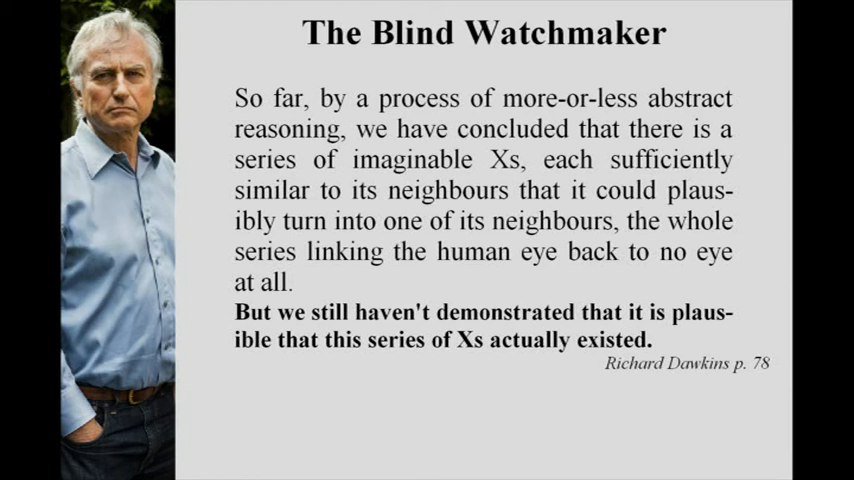 The Blind Watchmaker
So far, by a process of more-or-less abstract
reasoning, we have concluded that there is a
series of imaginable Xs, each sufficiently
similar to its neighbours that it could plaus-
ibly turn into one of its neighbours, the whole
series linking the human eye back to no eye
at all.
But we still haven't demonstrated that it is plaus-
ible that this series of Xs actually existed.
Richard Dawkins p. 78